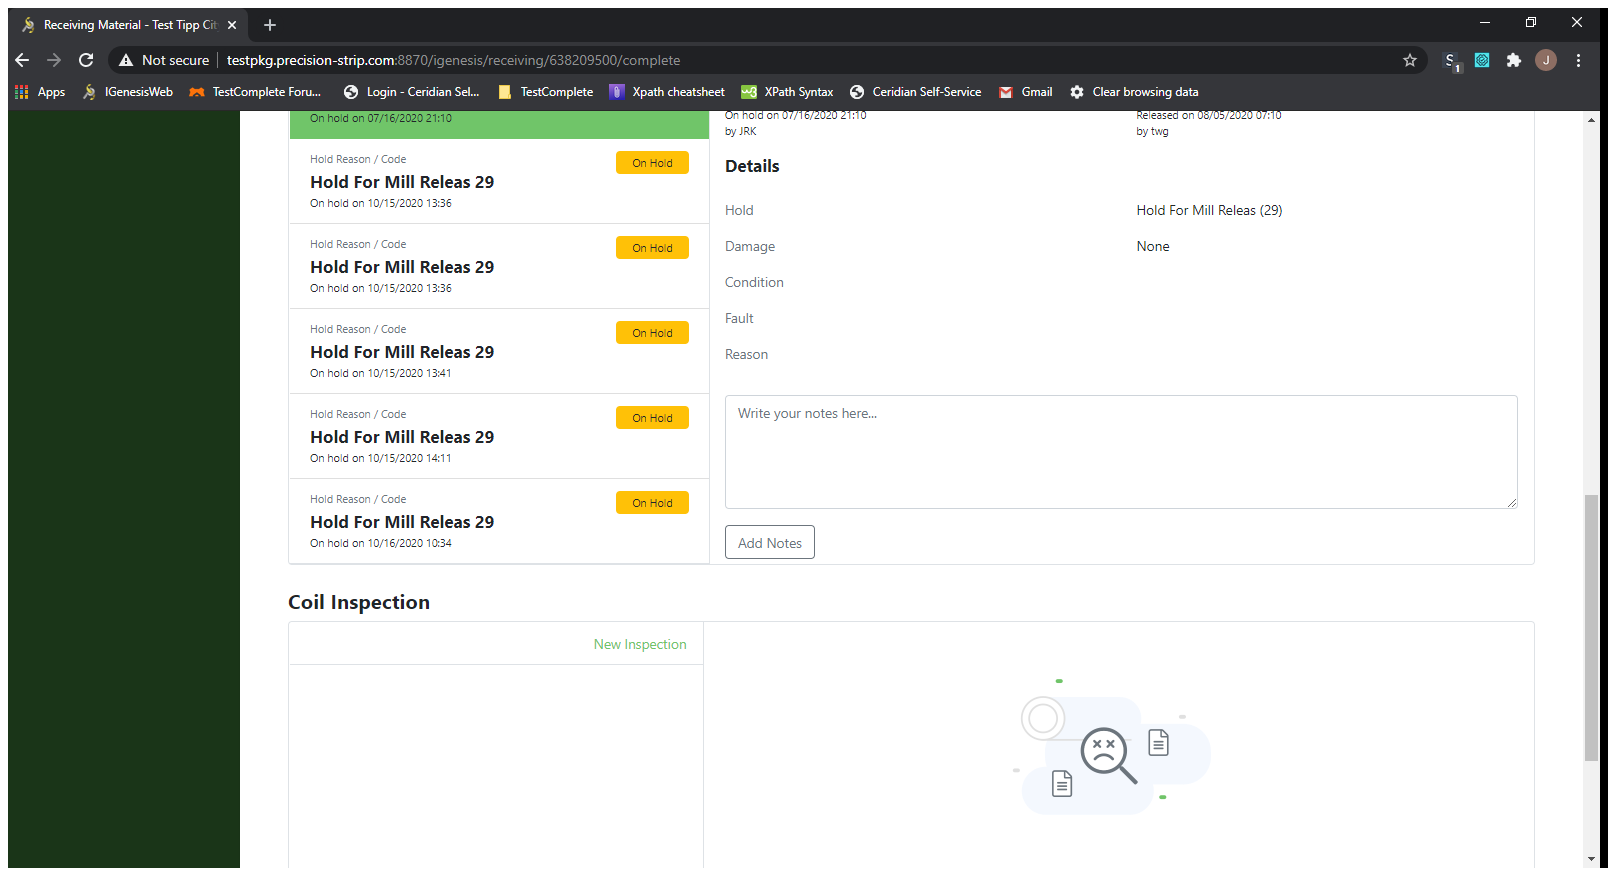 Receiving Material - Test Tipp Cit
Not secure
testpkg.precision-strip.com:8870/igenesis/receiving/638209500/complete
S
1
J
Apps
IGenesisWeb
TestComplete Foru...
Login - Ceridian Sel...
TestComplete
Xpath cheatsheet
XPath Syntax
Ceridian Self-Service
Gmail
Clear browsing data
On hold on 07/16/2020 21:10
Hold Reason / Code
On Hold
Hold For Mill Releas 29
On hold on 10/15/2020 13:36
Hold Reason / Code
On Hold
Hold For Mill Releas 29
On hold on 10/15/2020 13:36
Hold Reason / Code
On Hold
Hold For Mill Releas 29
On hold on 10/15/2020 13:41
Hold Reason / Code
On Hold
Hold For Mill Releas 29
On hold on 10/15/2020 14:11
Hold Reason / Code
On Hold
Hold For Mill Releas 29
On hold on 10/16/2020 10:34
On hold on 07/16/2020 21:10
by JRK
Released on 08/05/2020 07:10
by twg
Details
Hold
Hold For Mill Releas (29)
Damage
None
Condition
Fault
Reason
Write your notes here...
Add Notes
Coil Inspection
New Inspection